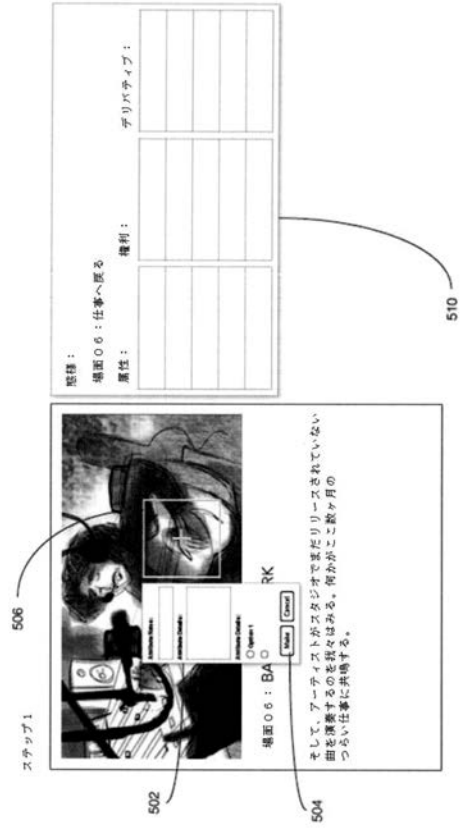 ステップ1
506
502
504
510
Attribute Name:
Attribute Details:
Attribute Details:
Option 1
Make
Cancel
場面06: BA RK
そして、アーティストがスタジオでまだリリースされていない
曲を演奏するのを我々はみる。何かがここ数ヶ月の
つらい仕事に共鳴する。
態様:
場面06:仕事へ戻る
属性:
権利:
デリバティブ: